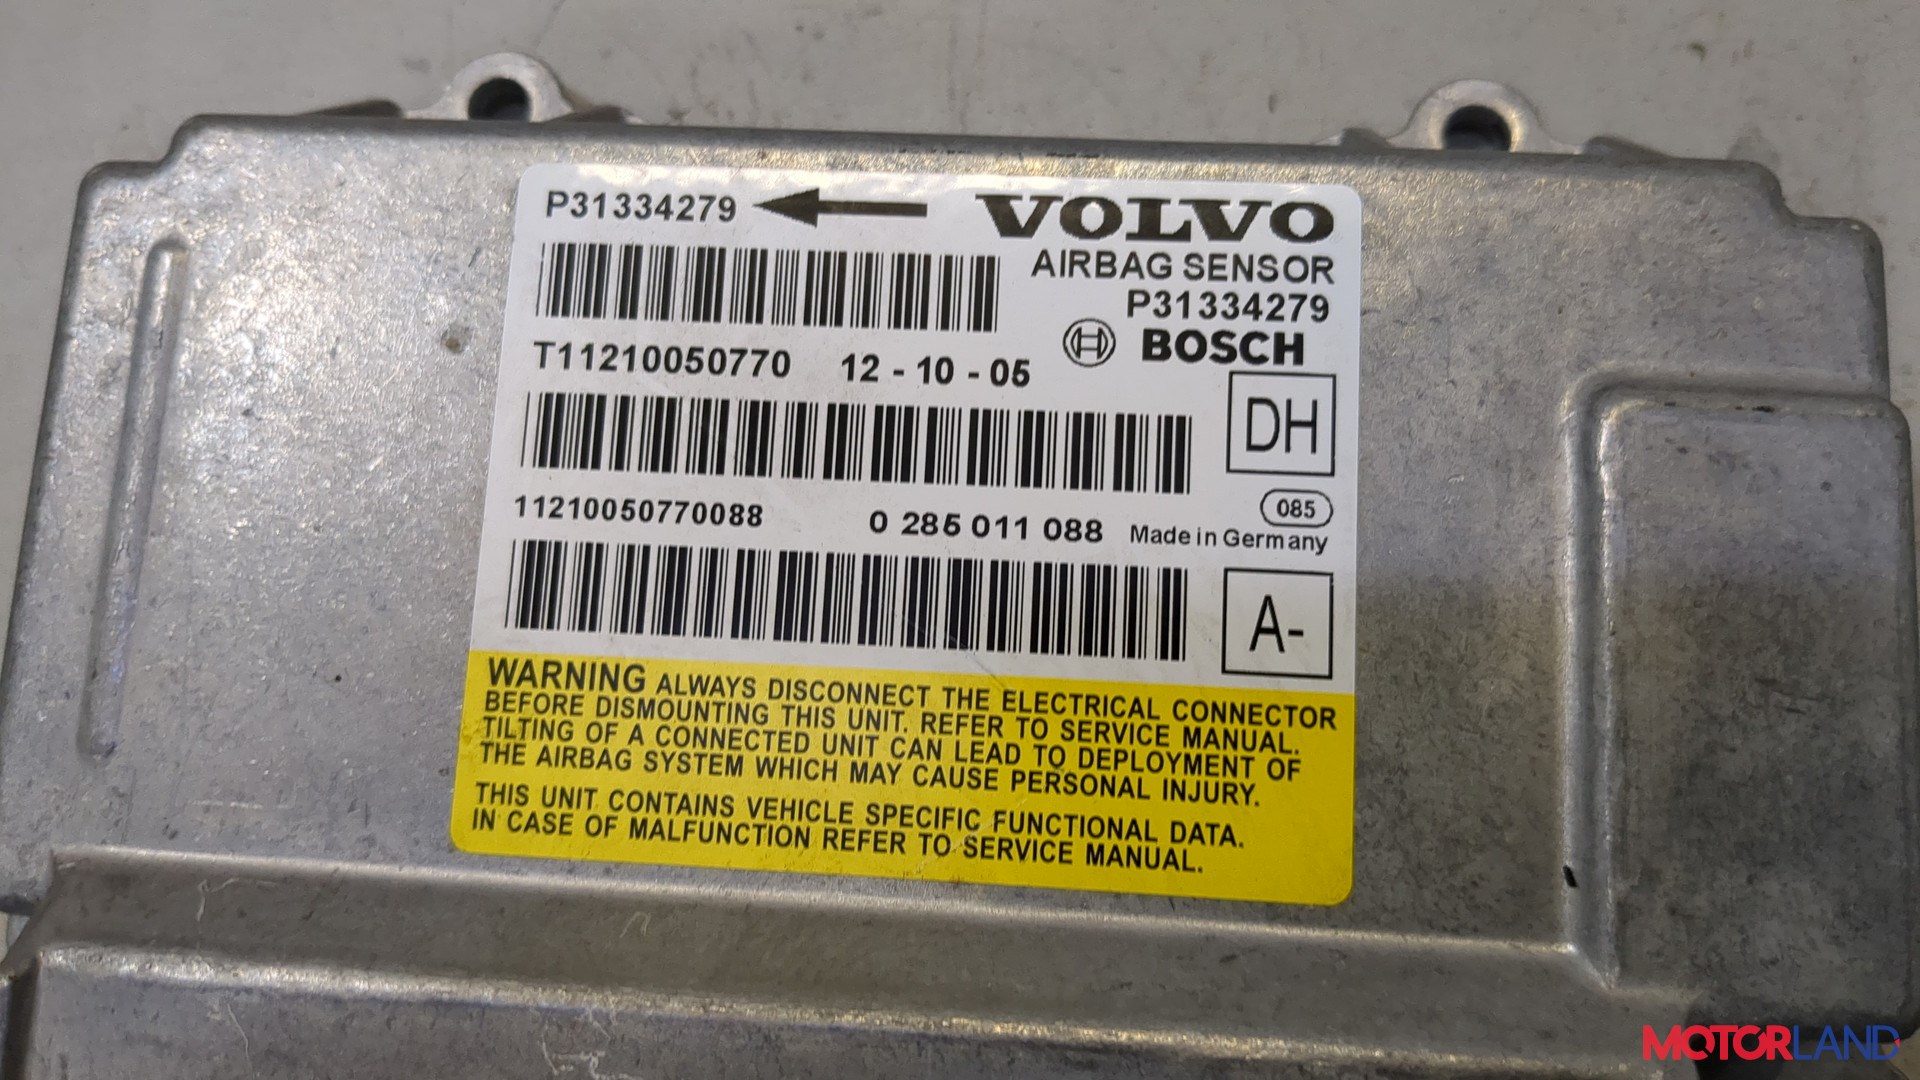 P31334279
VOLVO
AIRBAG SENSOR
P31334279
BOSCH
T11210050770 12 - 10 - 05
DH
11210050770088 0 285 011 088
085
Made in Germany
A-
WARNING ALWAYS DISCONNECT THE ELECTRICAL CONNECTOR
BEFORE DISMOUNTING THIS UNIT. REFER TO SERVICE MANUAL.
TILTING OF A CONNECTED UNIT CAN LEAD TO DEPLOYMENT OF
THE AIRBAG SYSTEM WHICH MAY CAUSE PERSONAL INJURY.
THIS UNIT CONTAINS VEHICLE SPECIFIC FUNCTIONAL DATA.
IN CASE OF MALFUNCTION REFER TO SERVICE MANUAL.
MOTORLAND